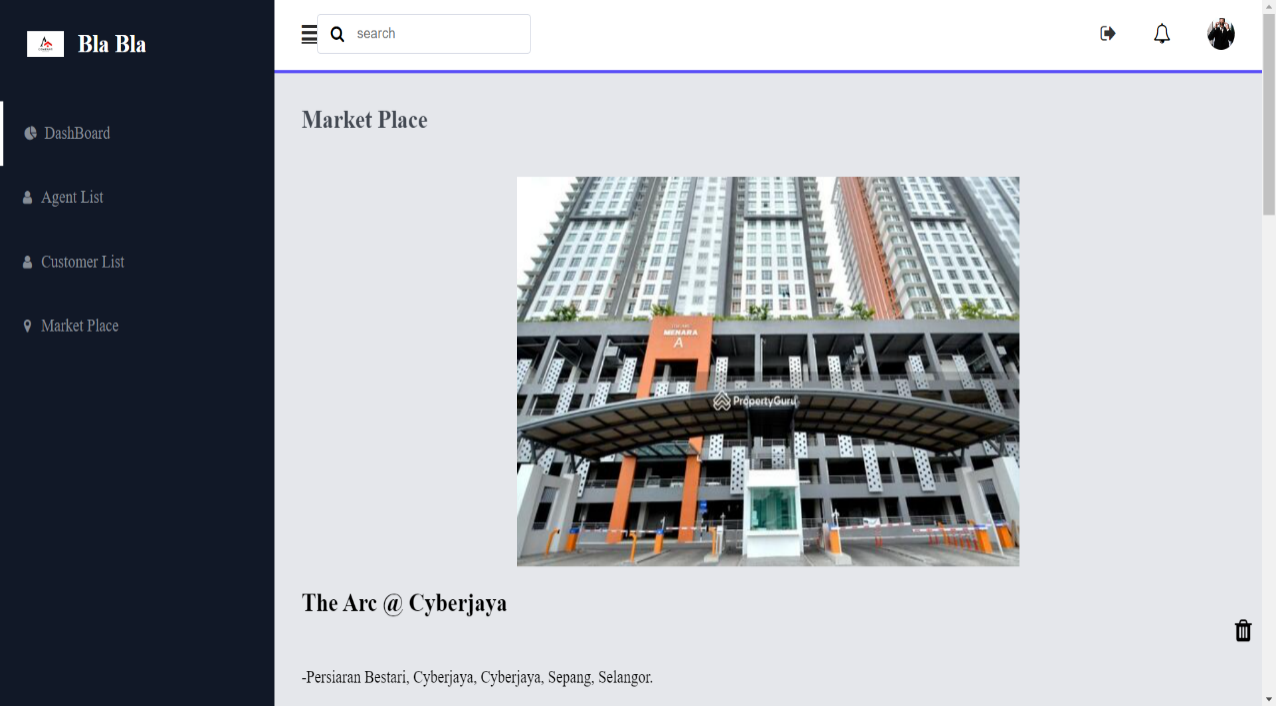 Bla Bla
search
DashBoard
Agent List
Customer List
Market Place
Market Place
MENARA
A
PropertyGuru
The Arc @ Cyberjaya
-Persiaran Bestari, Cyberjaya, Cyberjaya, Sepang, Selangor.